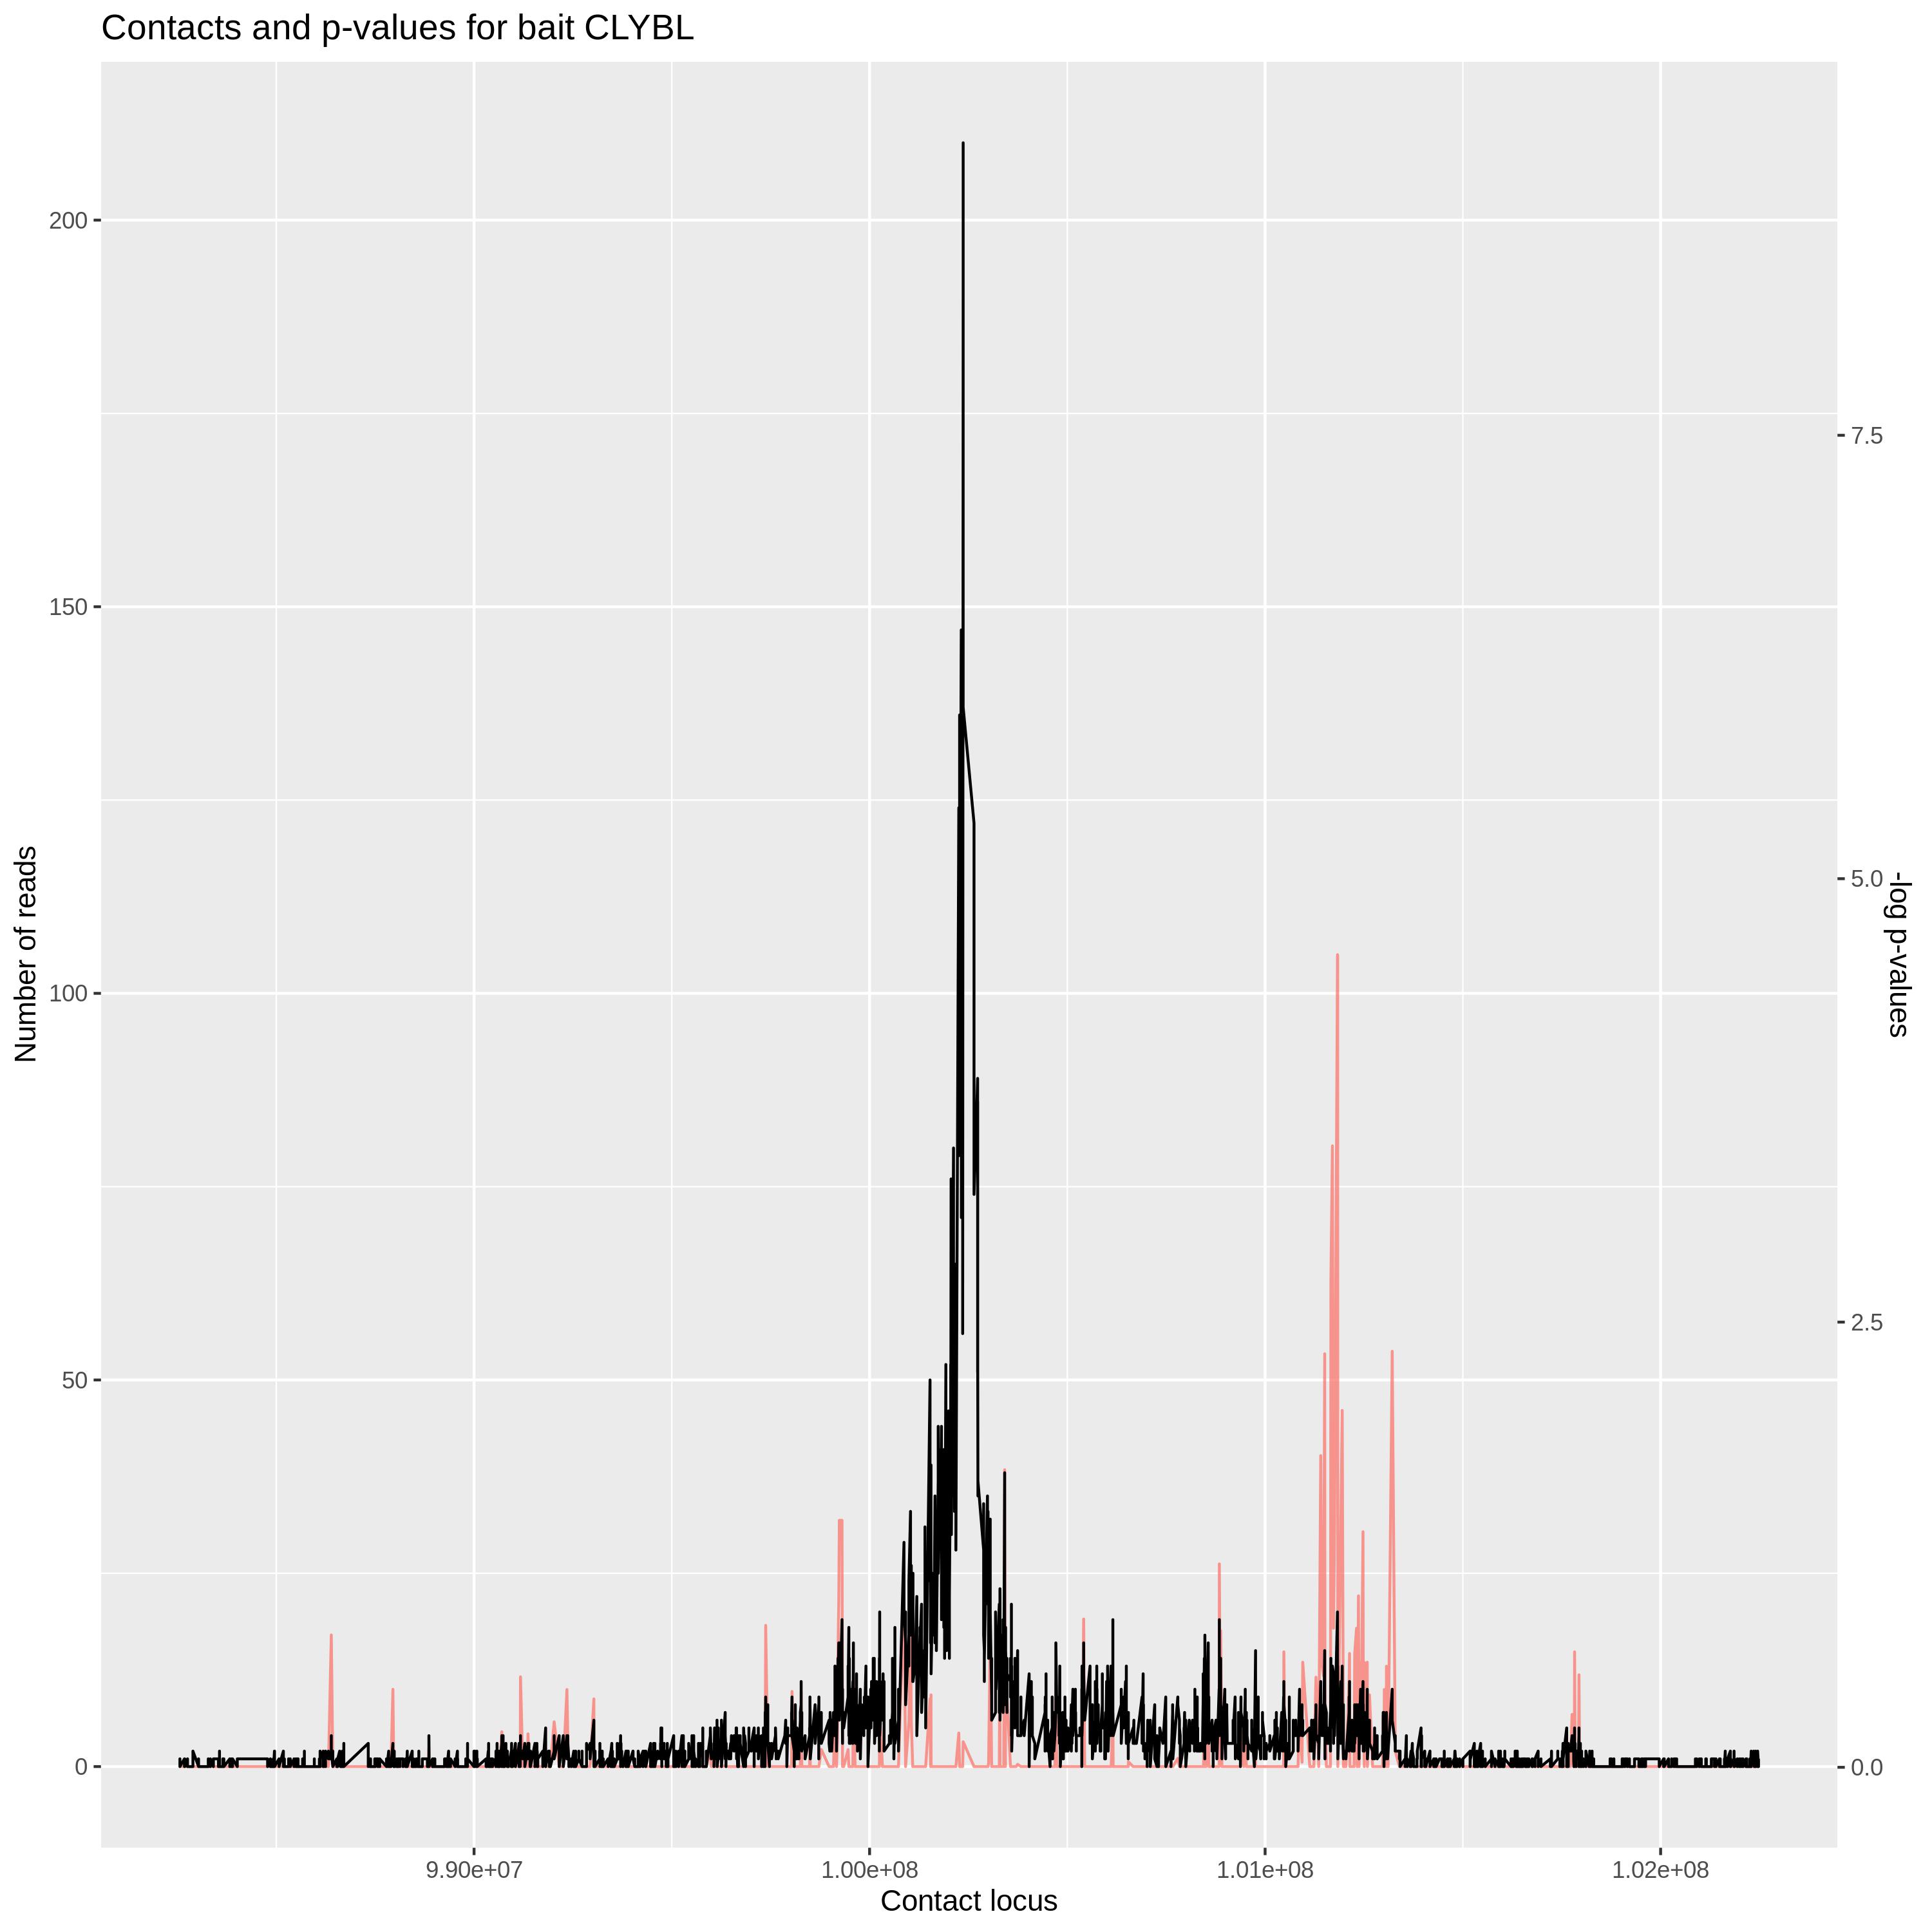 Contacts and p-values for bait CLYBL
200
150
100
50
0
Number of reads
7.5
5.0
2.5
0.0
-log p-values
9.90e+07
1.00e+08
1.01e+08
1.02e+08
Contact locus